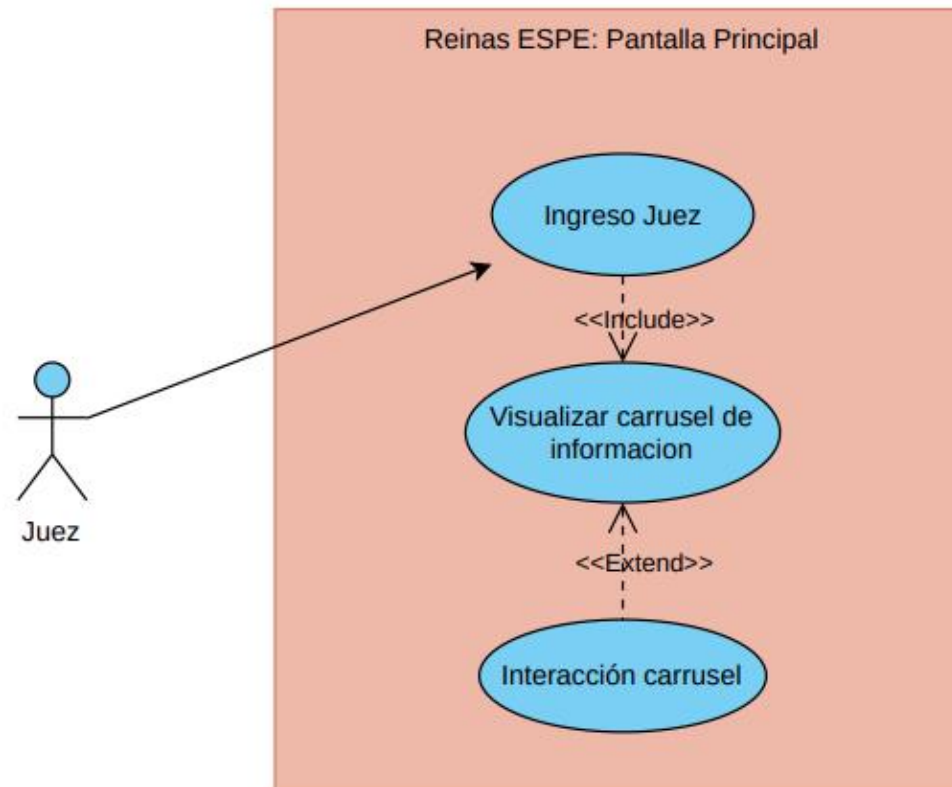 Reinas ESPE: Pantalla Principal
Ingreso Juez
<<Include>>
Visualizar carrusel de
informacion
<<Extend>>
Interacción carrusel
Juez